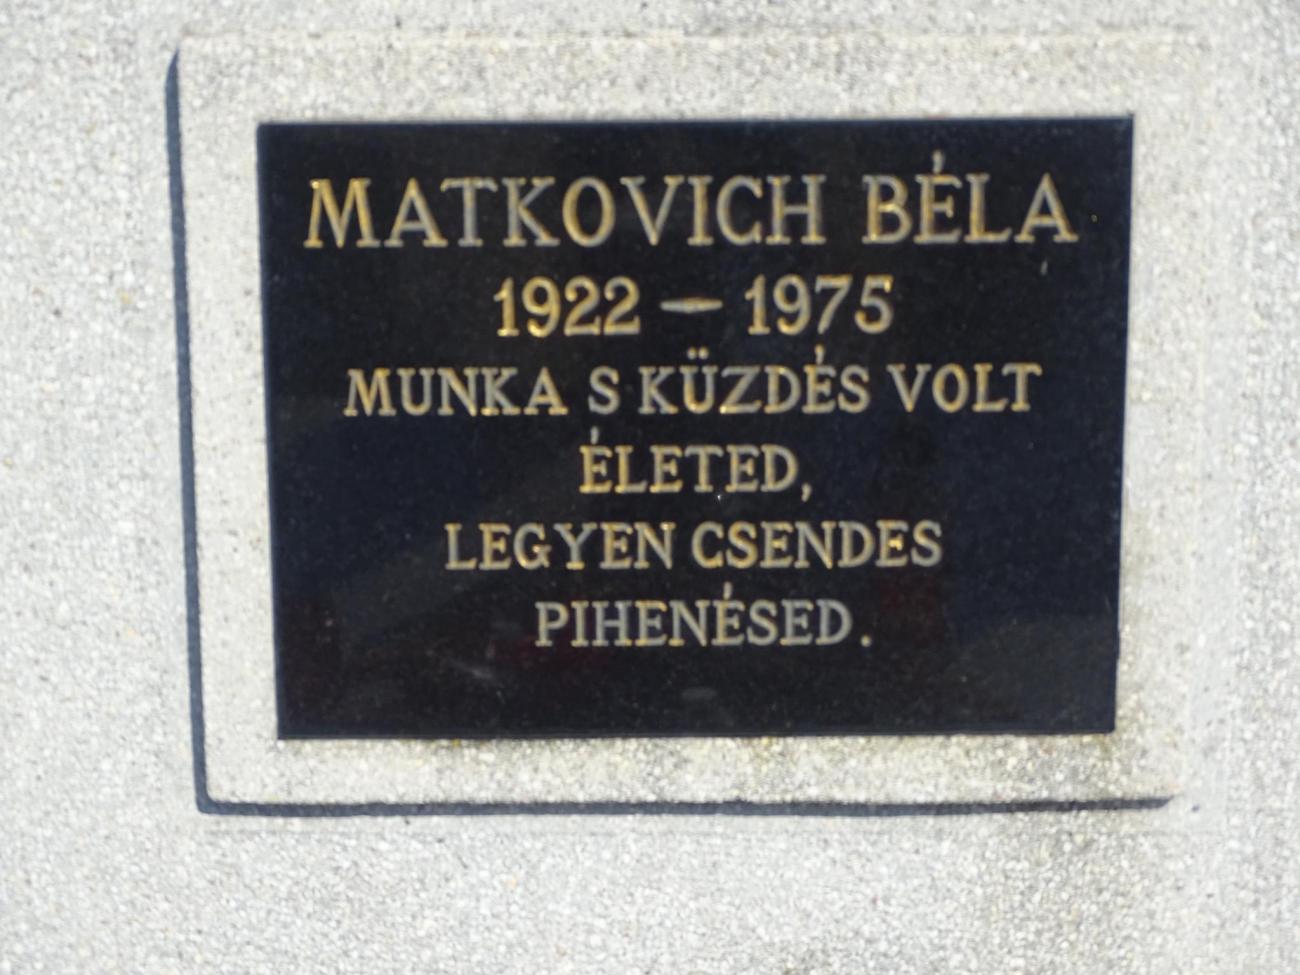 MATKOVICH BÉLA
1922 – 1975
MUNKA S KÜZDÉS VOLT
ÉLETED,
LEGYEN CSENDES
PIHENÉSED.